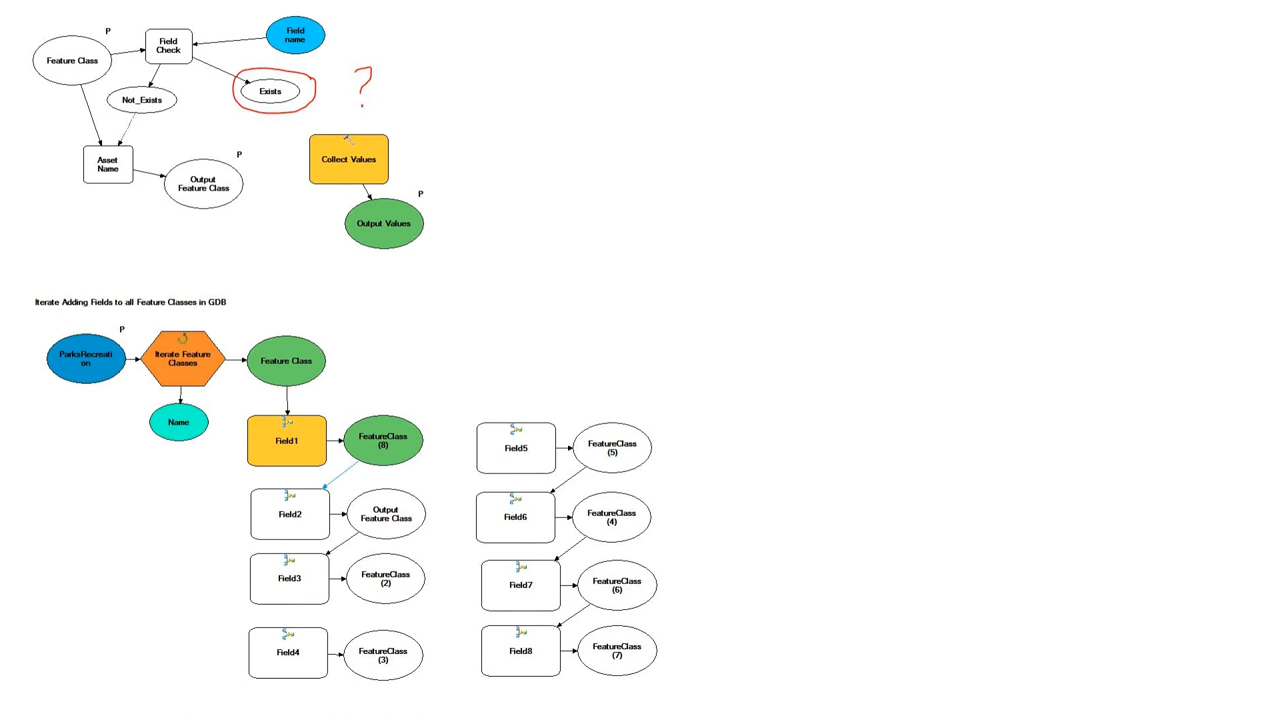 P
Field
name
Field
Check
Feature Class
Exists
?
Not_Exists
Asset
Name
P
Output
Feature Class
Collect Values
P
Output Values
Iterate Adding Fields to all Feature Classes in GDB
P
ParksRecreati
on
Iterate Feature
Classes
Feature Class
Name
Field1
FeatureClass
(8)
Field2
Output
Feature Class
Field3
FeatureClass
(2)
Field4
FeatureClass
(3)
Field5
FeatureClass
(5)
Field6
FeatureClass
(4)
Field7
FeatureClass
(6)
Field8
FeatureClass
(7)